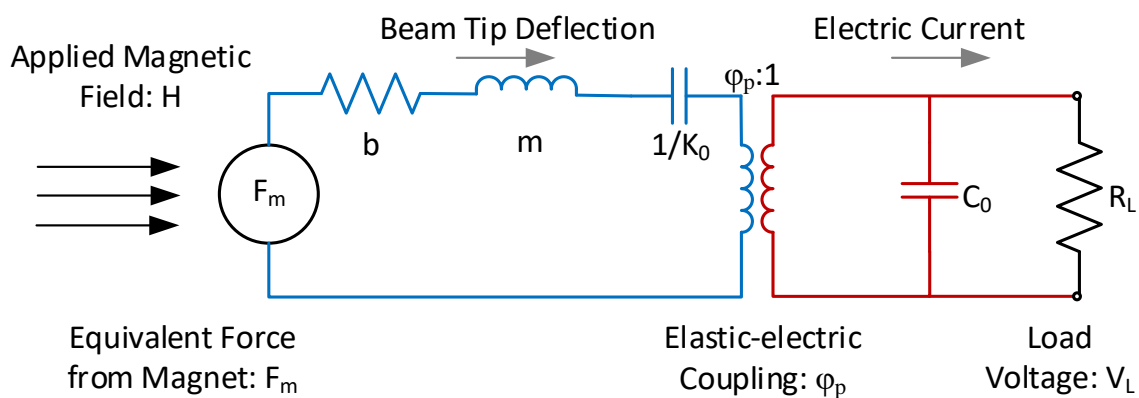 Beam Tip Deflection
Electric Current
Applied Magnetic
Field: H
φp:1
b
m
1/K0
Fm
C0
RL
Equivalent Force
from Magnet: Fm
Elastic-electric
Coupling: φp
Load
Voltage: VL